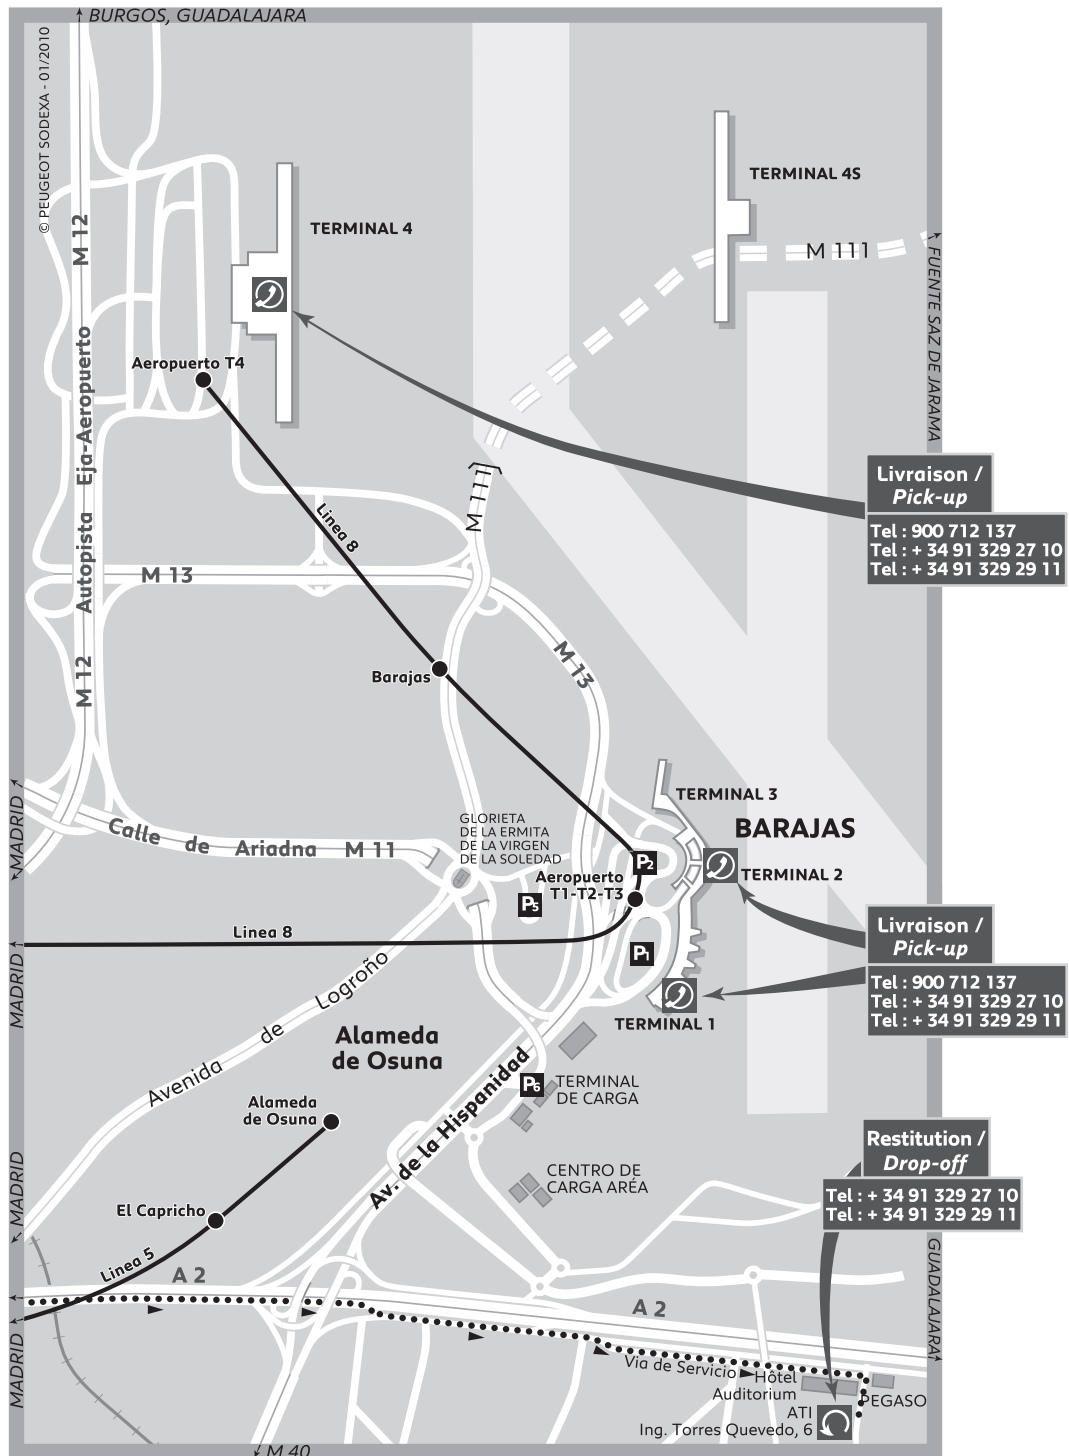 BURGOS, GUADALAJARA
© PEUGEOT SODEXA - 01/2010
TERMINAL 4S
M 12
TERMINAL 4
M 111
FUENTE SAZ DE JARAMA
Aeropuerto T4
Autopista Eja-Aeropuerto
Livraison /
Pick-up
Tel : 900 712 137
Tel : + 34 91 329 27 10
Tel : + 34 91 329 29 11
M 111
Linea 8
M 13
M 12
Barajas
M 13
MADRID
TERMINAL 3
BARAJAS
Calle de Ariadna M 11
GLORIETA
DE LA ERMITA
DE LA VIRGEN
DE LA SOLEDAD
P2
TERMINAL 2
Aeropuerto
T1-T2-T3
P5
Livraison /
Pick-up
Tel : 900 712 137
Tel : + 34 91 329 27 10
Tel : + 34 91 329 29 11
Linea 8
P1
MADRID
Avenida de Logroño
TERMINAL 1
Alameda
de Osuna
P6
TERMINAL
DE CARGA
Alameda
de Osuna
Av. de la Hispanidad
Restitution /
Drop-off
Tel : + 34 91 329 27 10
Tel : + 34 91 329 29 11
CENTRO DE
CARGA ARÉA
MADRID
El Capricho
Linea 5
A 2
A 2
GUADALAJARA
MADRID
Via de Servicio
Hôtel
Auditorium
PEGASO
ATI
Ing. Torres Quevedo, 6
M 40